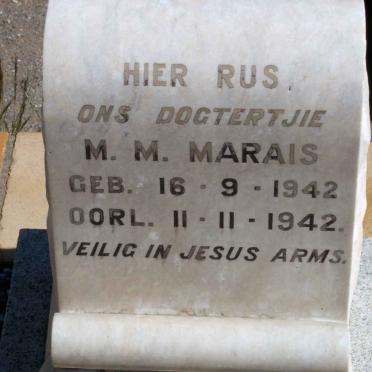 HIER RUS
ONS DOGTERTJIE
M. M. MARAIS
GEB. 16 - 9 - 1942
OORL. 11 - 11 - 1942.
VEILIG IN JESUS ARMS.